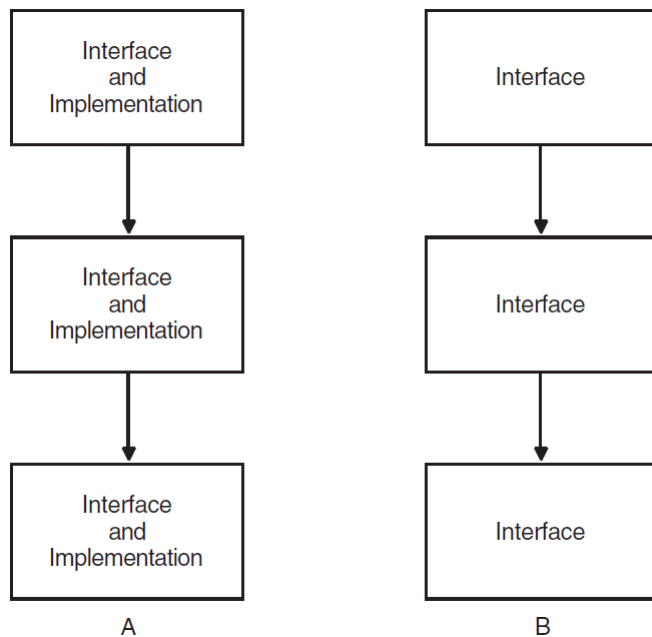 Interface
and
Implementation
Interface
and
Implementation
Interface
and
Implementation
A
Interface
Interface
Interface
B